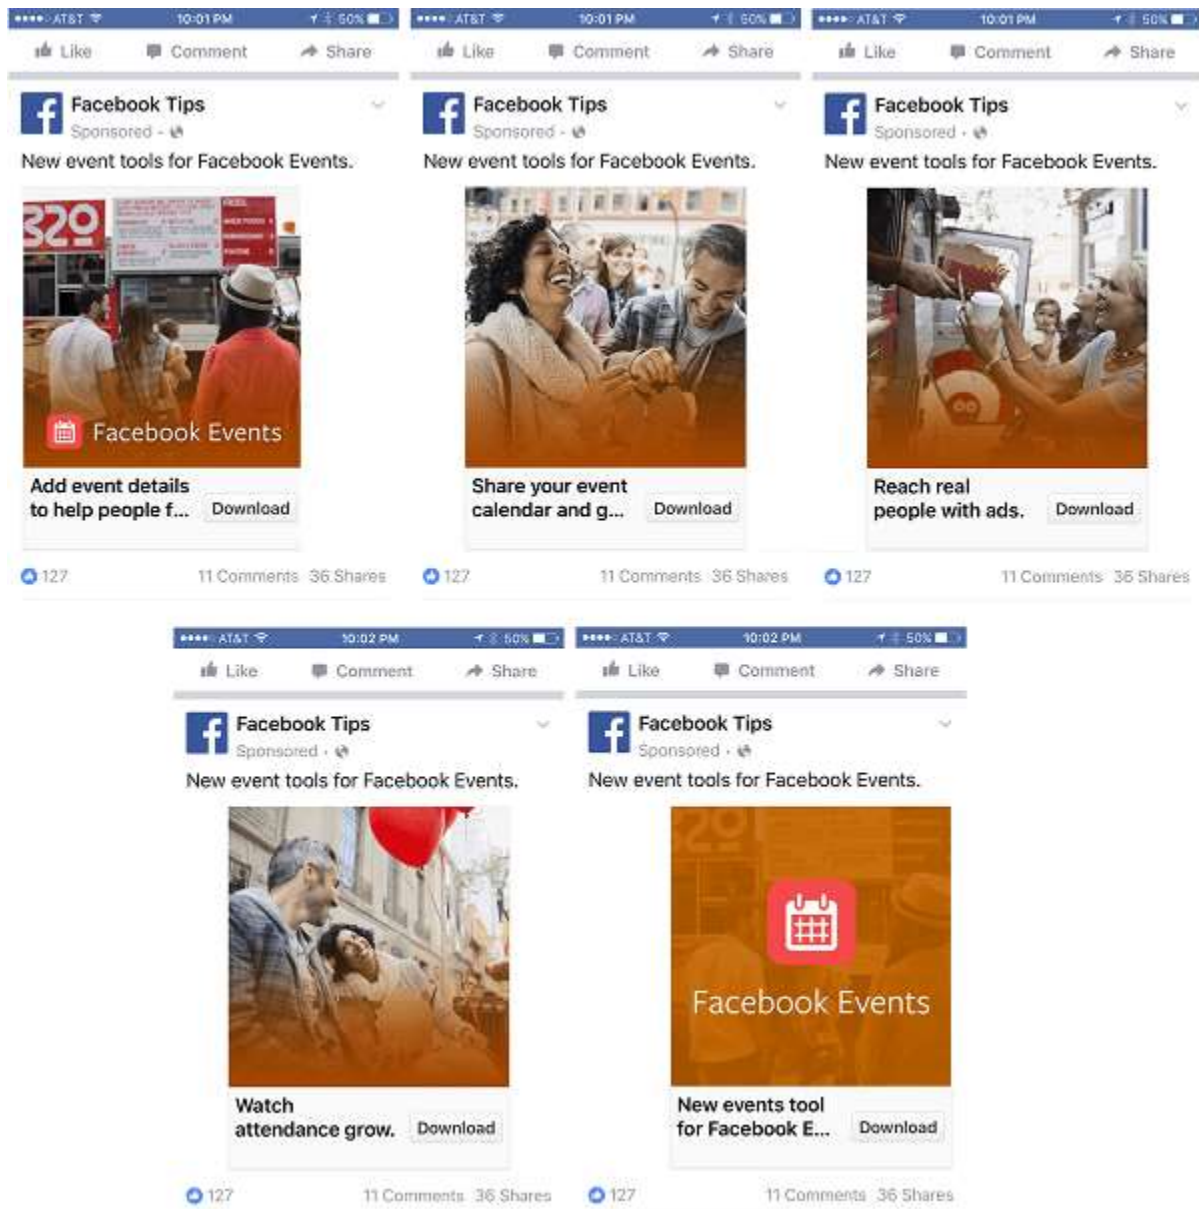 AT&T 10:01 PM 50%
Like Comment Share
Facebook Tips
Sponsored
New event tools for Facebook Events.
320
Facebook Events
Add event details
to help people f...
Download
127 11 Comments 36 Shares
AT&T 10:01 PM 50%
Like Comment Share
Facebook Tips
Sponsored
New event tools for Facebook Events.
Share your event
calendar and g...
Download
127 11 Comments 36 Shares
AT&T 10:01 PM 50%
Like Comment Share
Facebook Tips
Sponsored
New event tools for Facebook Events.
Reach real
people with ads.
Download
127 11 Comments 36 Shares
AT&T 10:02 PM 50%
Like Comment Share
Facebook Tips
Sponsored
New event tools for Facebook Events.
Watch
attendance grow.
Download
127 11 Comments 36 Shares
AT&T 10:02 PM 50%
Like Comment Share
Facebook Tips
Sponsored
New event tools for Facebook Events.
320
Facebook Events
New events tool
for Facebook E...
Download
127 11 Comments 36 Shares